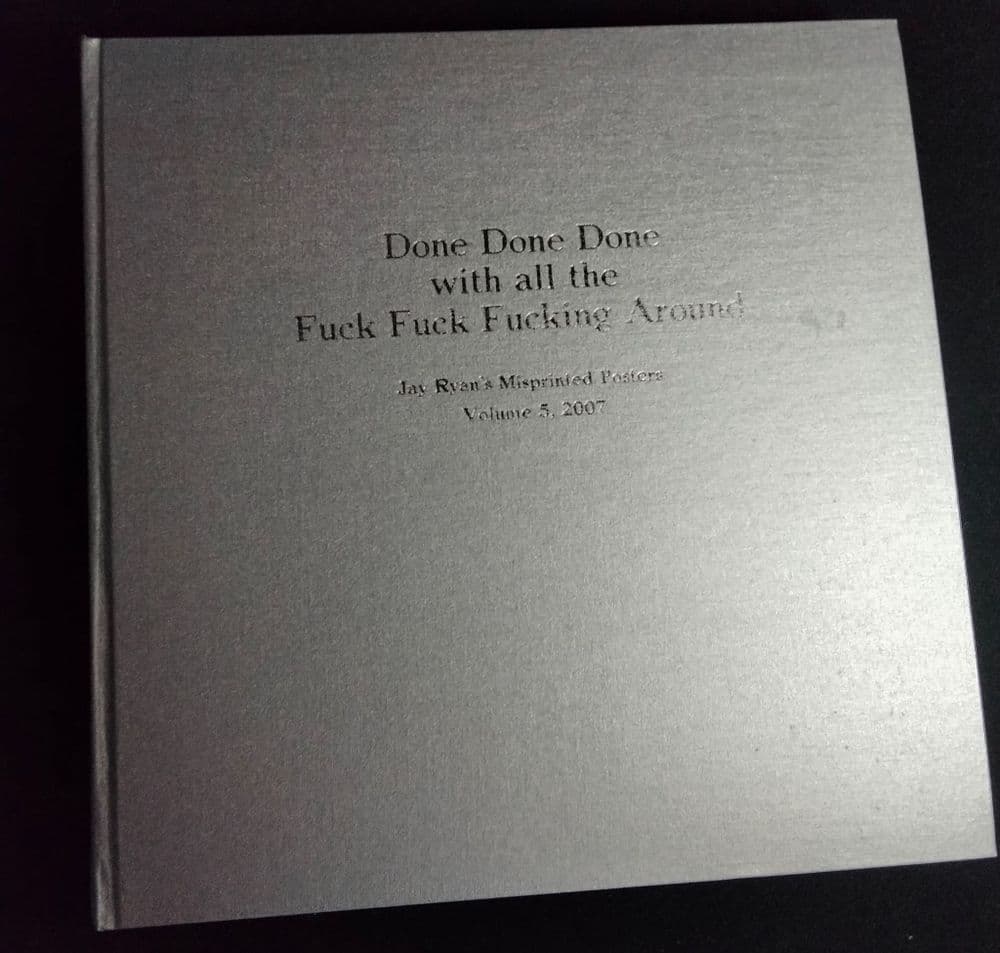 Done Done Done
with all the
Fuck Fuck Fucking Around
Jay Ryan's Misprinted Posters
Volume 5, 2007